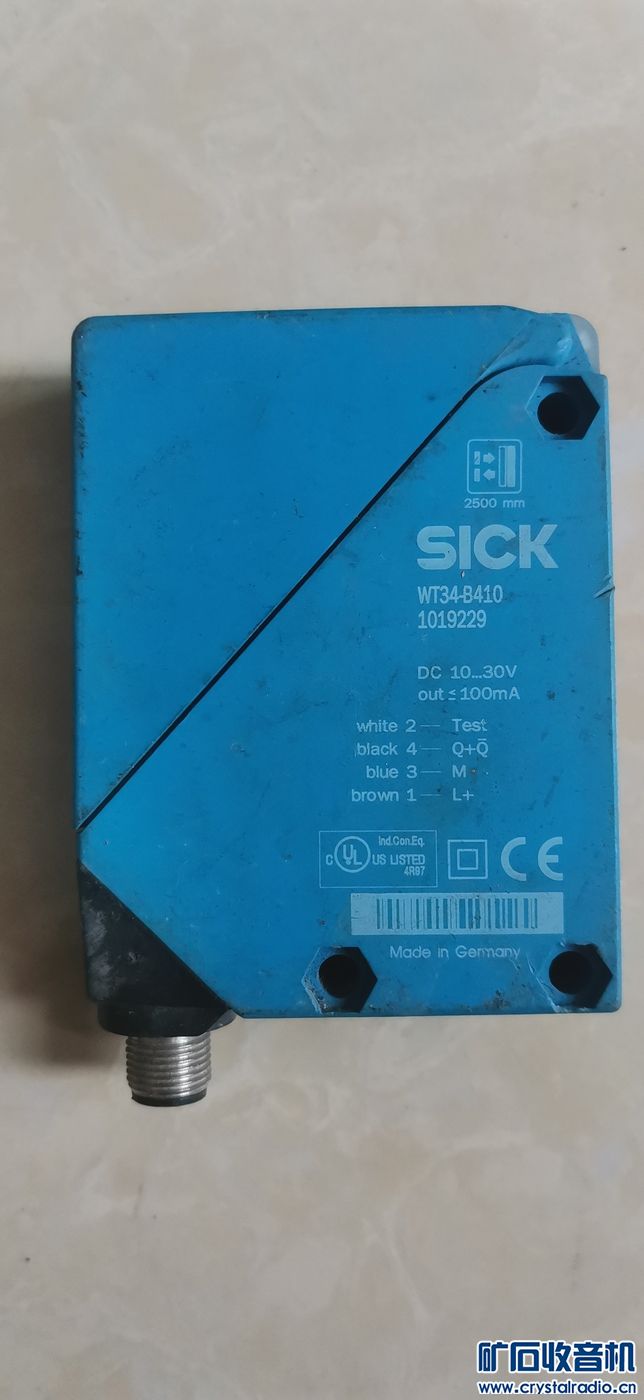 2500 mm
SICK
WT34-B410
1019229
DC 10...30V
out ≤ 100mA
white 2 — Test
black 4 — Q+Q̅
blue 3 — M
brown 1 — L+
Ind.Con.Eq.
C UL US LISTED
4R97
CE
Made in Germany
矿石收音机
www.crystalradio.cn